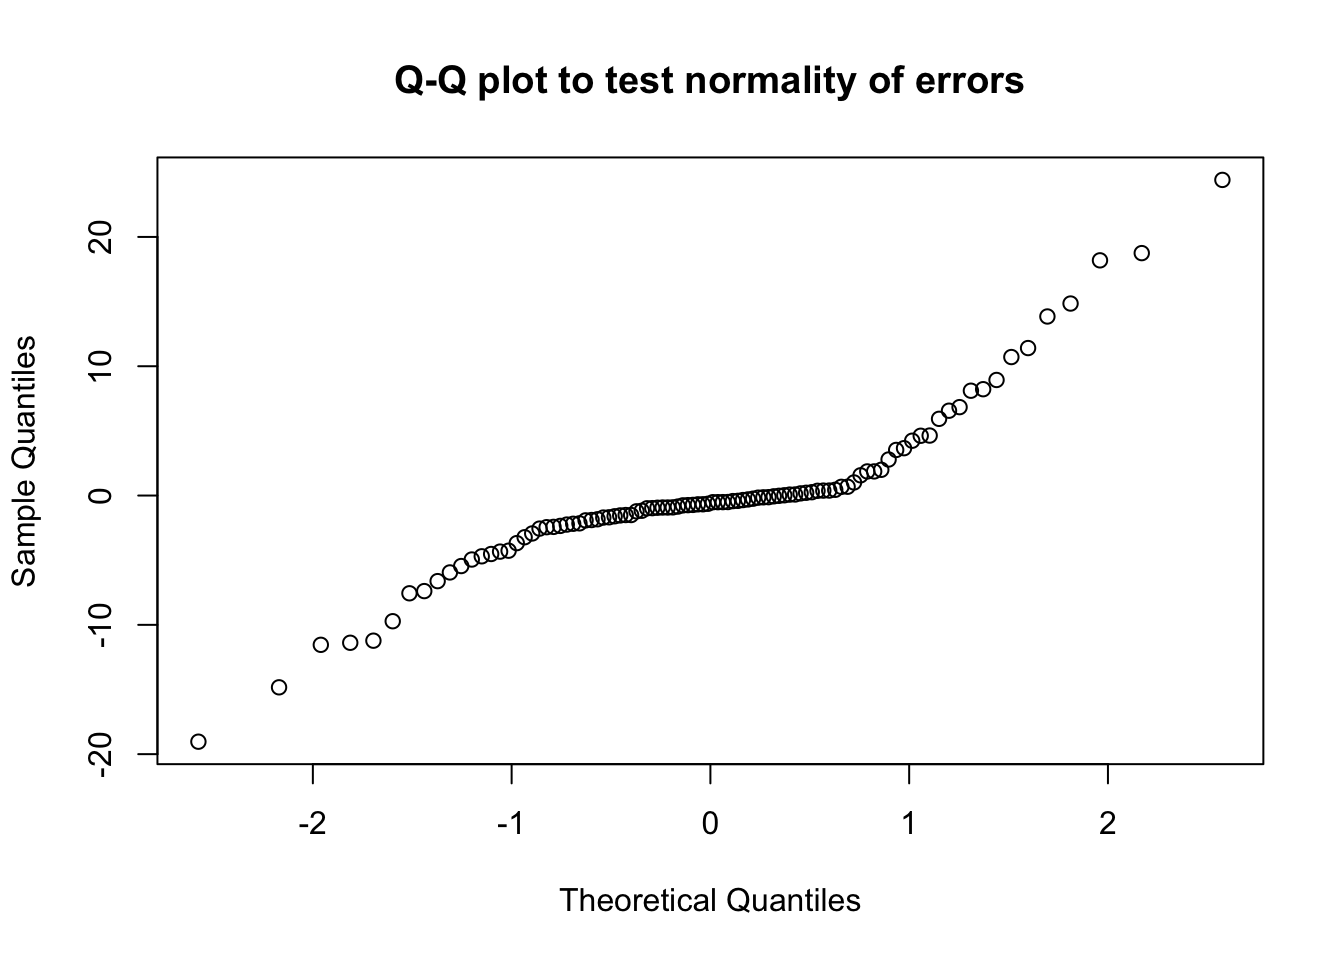 Q-Q plot to test normality of errors
Sample Quantiles
20
10
0
-10
-20
-2 -1 0 1 2
Theoretical Quantiles